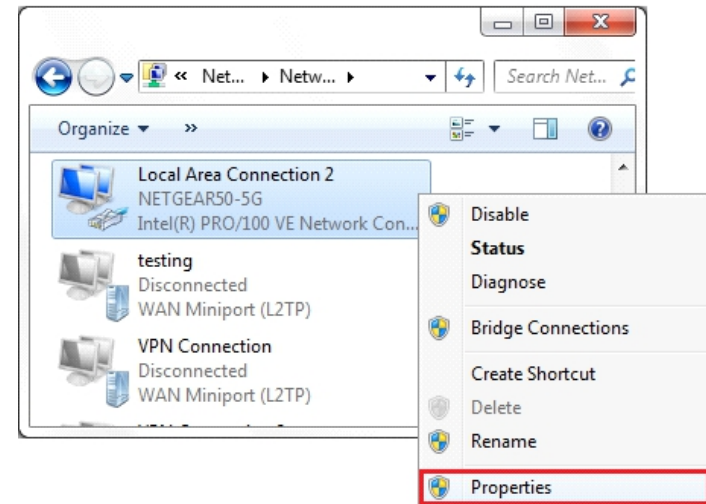 « Net... Netw...
Search Net...
Organize »
Local Area Connection 2
NETGEAR50-5G
Intel(R) PRO/100 VE Network Con...
testing
Disconnected
WAN Miniport (L2TP)
VPN Connection
Disconnected
WAN Miniport (L2TP)
Disable
Status
Diagnose
Bridge Connections
Create Shortcut
Delete
Rename
Properties